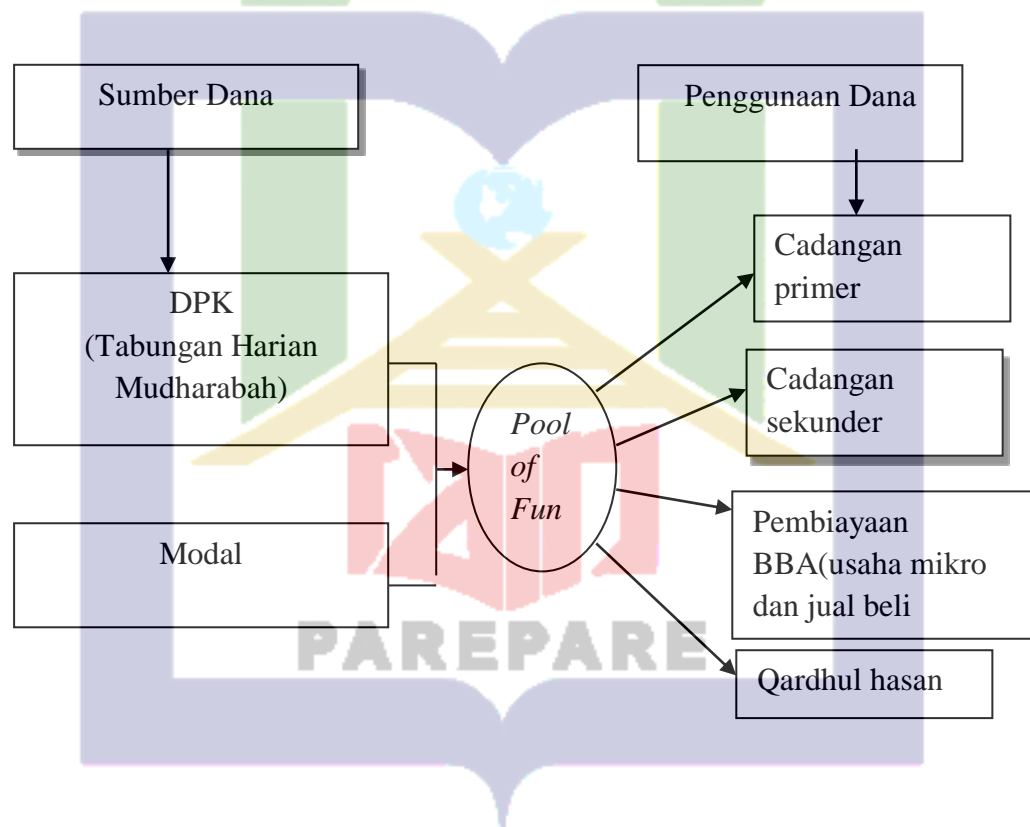 Sumber Dana
Penggunaan Dana
Cadangan
primer
DPK
(Tabungan Harian
Mudharabah)
Cadangan
sekunder
Pool
of
Fun
Modal
Pembiayaan
BBA(usaha mikro
dan jual beli
Qardhul hasan
PAREPARE